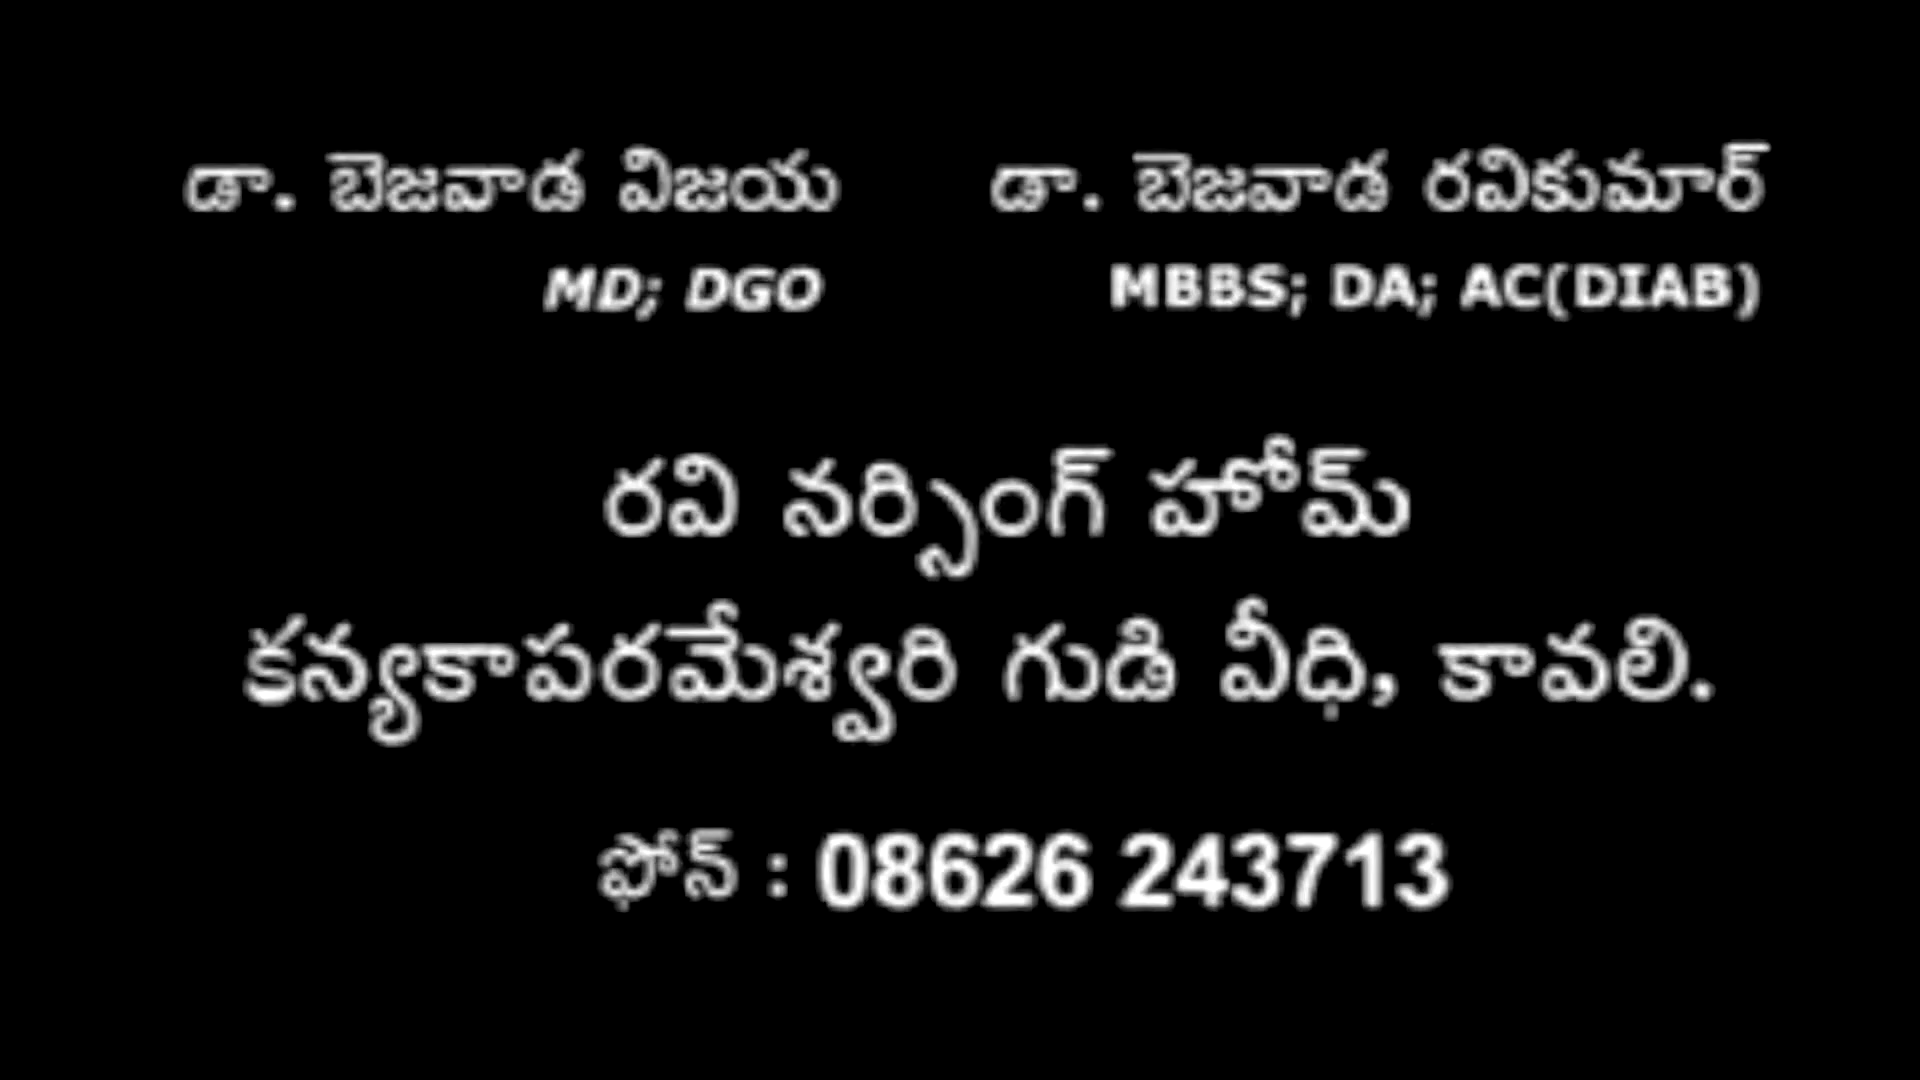 డా. బెజవాడ విజయ డా. బెజవాడ రవికుమార్
MD; DGO MBBS; DA; AC(DIAB)
రవి నర్సింగ్ హోమ్
కన్యకాపరమేశ్వరి గుడి వీధి, కావలి.
ఫోన్ : 08626 243713